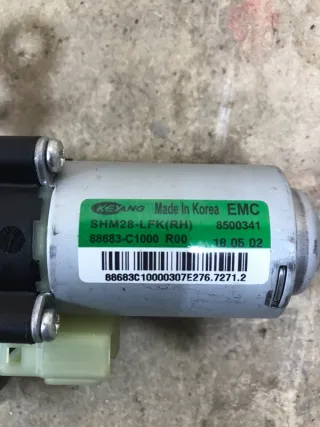 KEYANG Made In Korea EMC
SHM28-LFK(RH) 8500341
88683-C1000 R00 18 05 02
88683C10000307E276.7271.2